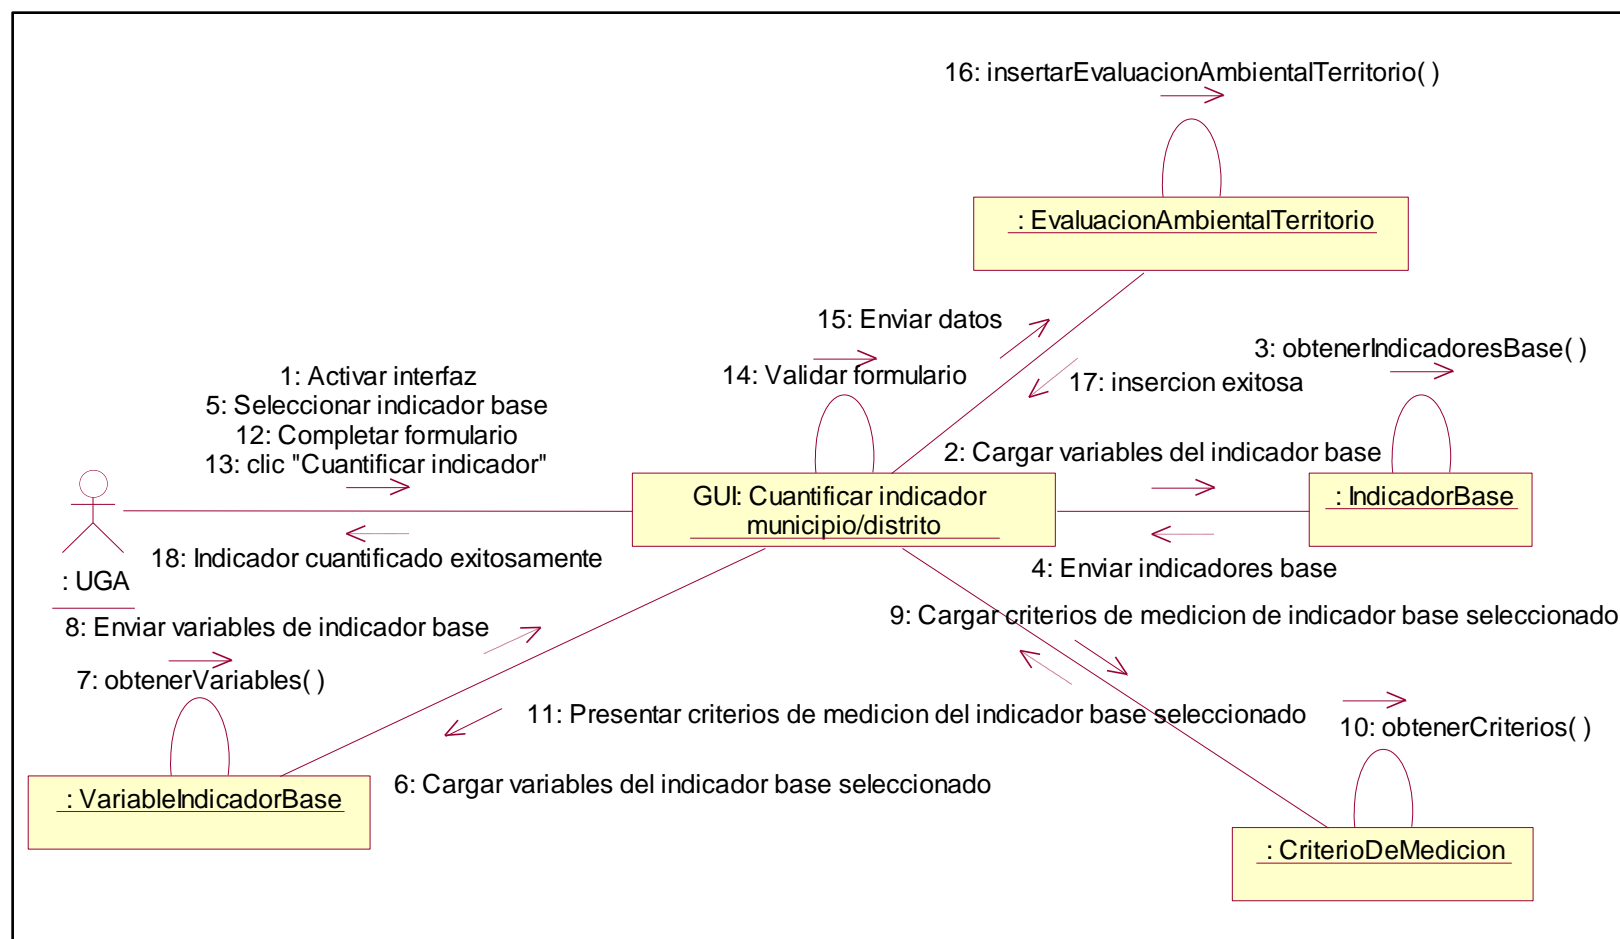 16: insertarEvaluacionAmbientalTerritorio( )
: EvaluacionAmbientalTerritorio
15: Enviar datos
3: obtenerIndicadoresBase( )
14: Validar formulario
17: insercion exitosa
1: Activar interfaz
5: Seleccionar indicador base
12: Completar formulario
13: clic "Cuantificar indicador"
2: Cargar variables del indicador base
GUI: Cuantificar indicador
municipio/distrito
: IndicadorBase
18: Indicador cuantificado exitosamente
4: Enviar indicadores base
: UGA
8: Enviar variables de indicador base
9: Cargar criterios de medicion de indicador base seleccionado
7: obtenerVariables( )
11: Presentar criterios de medicion del indicador base seleccionado
10: obtenerCriterios( )
6: Cargar variables del indicador base seleccionado
: VariableIndicadorBase
: CriterioDeMedicion